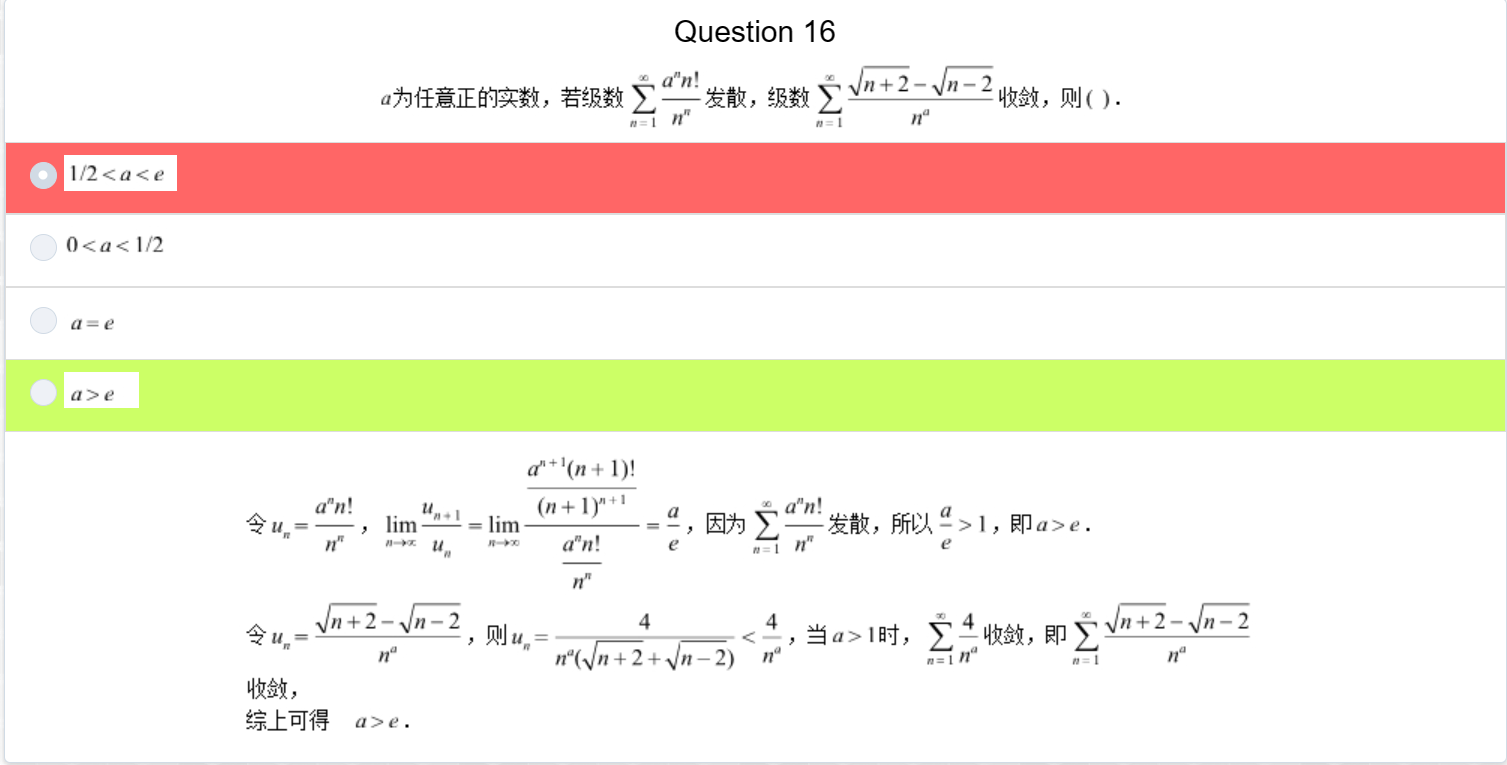 Question 16
a为任意正的实数，若级数 $\sum_{n=1}^{\infty} \frac{a^n n!}{n^n}$ 发散，级数 $\sum_{n=1}^{\infty} \frac{\sqrt{n+2}-\sqrt{n-2}}{n^a}$ 收敛，则( )．
1/2<a<e
0<a<1/2
a=e
a>e
令 $u_n=\frac{a^n n!}{n^n}$，$\lim_{n\to\infty} \frac{u_{n+1}}{u_n}=\lim_{n\to\infty} \frac{\frac{a^{n+1}(n+1)!}{(n+1)^{n+1}}}{\frac{a^n n!}{n^n}}=\frac{a}{e}$，因为 $\sum_{n=1}^{\infty} \frac{a^n n!}{n^n}$ 发散，所以 $\frac{a}{e}>1$，即a>e．
令 $u_n=\frac{\sqrt{n+2}-\sqrt{n-2}}{n^a}$，则 $u_n=\frac{4}{n^a(\sqrt{n+2}+\sqrt{n-2})}<\frac{4}{n^a}$，当a>1时，$\sum_{n=1}^{\infty} \frac{4}{n^a}$ 收敛，即 $\sum_{n=1}^{\infty} \frac{\sqrt{n+2}-\sqrt{n-2}}{n^a}$
收敛，
综上可得 a>e．